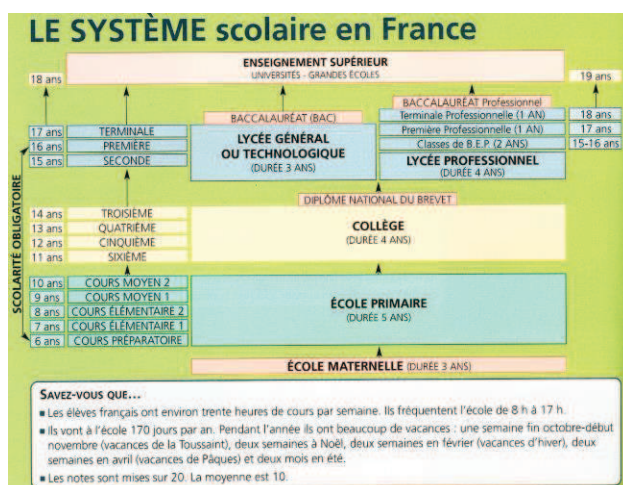 LE SYSTÈME scolaire en France
ENSEIGNEMENT SUPÉRIEUR
UNIVERSITÉS - GRANDES ÉCOLES
18 ans
19 ans
BACCALAURÉAT (BAC)
BACCALAURÉAT Professionnel
17 ans TERMINALE
16 ans PREMIÈRE
15 ans SECONDE
LYCÉE GÉNÉRAL
OU TECHNOLOGIQUE
(DURÉE 3 ANS)
Terminale Professionnelle (1 AN) 18 ans
Première Professionnelle (1 AN) 17 ans
Classes de B.E.P. (2 ANS) 15-16 ans
LYCÉE PROFESSIONNEL
(DURÉE 4 ANS)
DIPLÔME NATIONAL DU BREVET
SCOLARITÉ OBLIGATOIRE
14 ans TROISIÈME
13 ans QUATRIÈME
12 ans CINQUIÈME
11 ans SIXIÈME
COLLÈGE
(DURÉE 4 ANS)
10 ans COURS MOYEN 2
9 ans COURS MOYEN 1
8 ans COURS ÉLÉMENTAIRE 2
7 ans COURS ÉLÉMENTAIRE 1
6 ans COURS PRÉPARATOIRE
ÉCOLE PRIMAIRE
(DURÉE 5 ANS)
ÉCOLE MATERNELLE (DURÉE 3 ANS)
SAVEZ-VOUS QUE...
▪ Les élèves français ont environ trente heures de cours par semaine. Ils fréquentent l'école de 8 h à 17 h.
▪ Ils vont à l'école 170 jours par an. Pendant l'année ils ont beaucoup de vacances : une semaine fin octobre-début
novembre (vacances de la Toussaint), deux semaines à Noël, deux semaines en février (vacances d'hiver), deux
semaines en avril (vacances de Pâques) et deux mois en été.
▪ Les notes sont mises sur 20. La moyenne est 10.